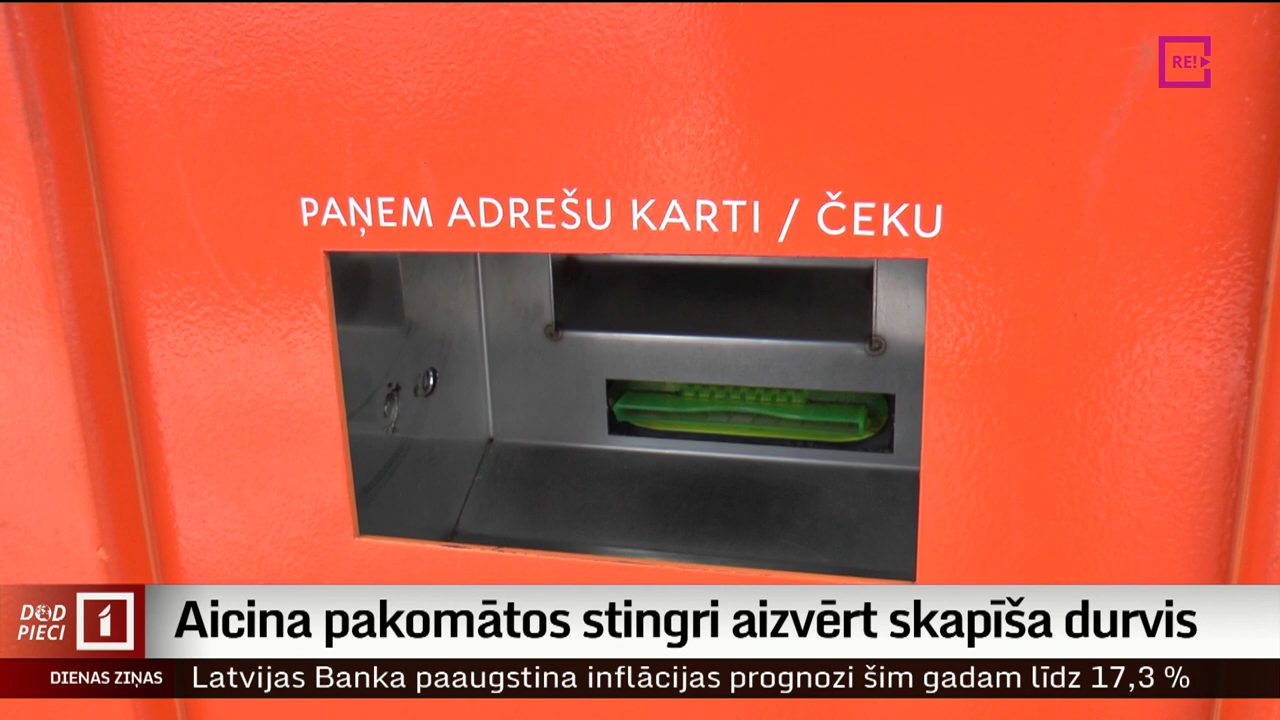 RE!
PAŅEM ADREŠU KARTI / ČEKU
DOD
PIECI
1
Aicina pakomātos stingri aizvērt skapīša durvis
DIENAS ZIŅAS
Latvijas Banka paaugstina inflācijas prognozi šim gadam līdz 17,3 %